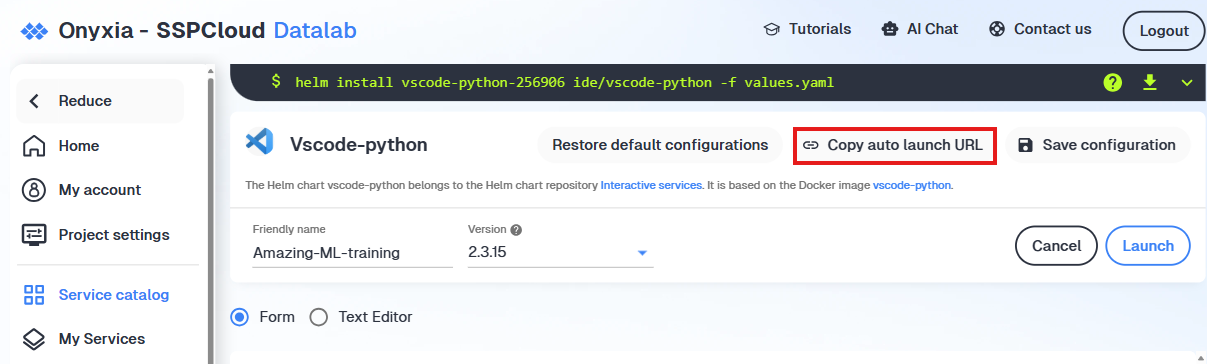 Onyxia - SSPCloud Datalab
Tutorials
AI Chat
Contact us
Logout
Reduce
Home
My account
Project settings
Service catalog
My Services
$ helm install vscode-python-256906 ide/vscode-python -f values.yaml
Vscode-python
Restore default configurations
Copy auto launch URL
Save configuration
The Helm chart vscode-python belongs to the Helm chart repository Interactive services. It is based on the Docker image vscode-python.
Friendly name
Amazing-ML-training
Version
2.3.15
Cancel
Launch
Form
Text Editor